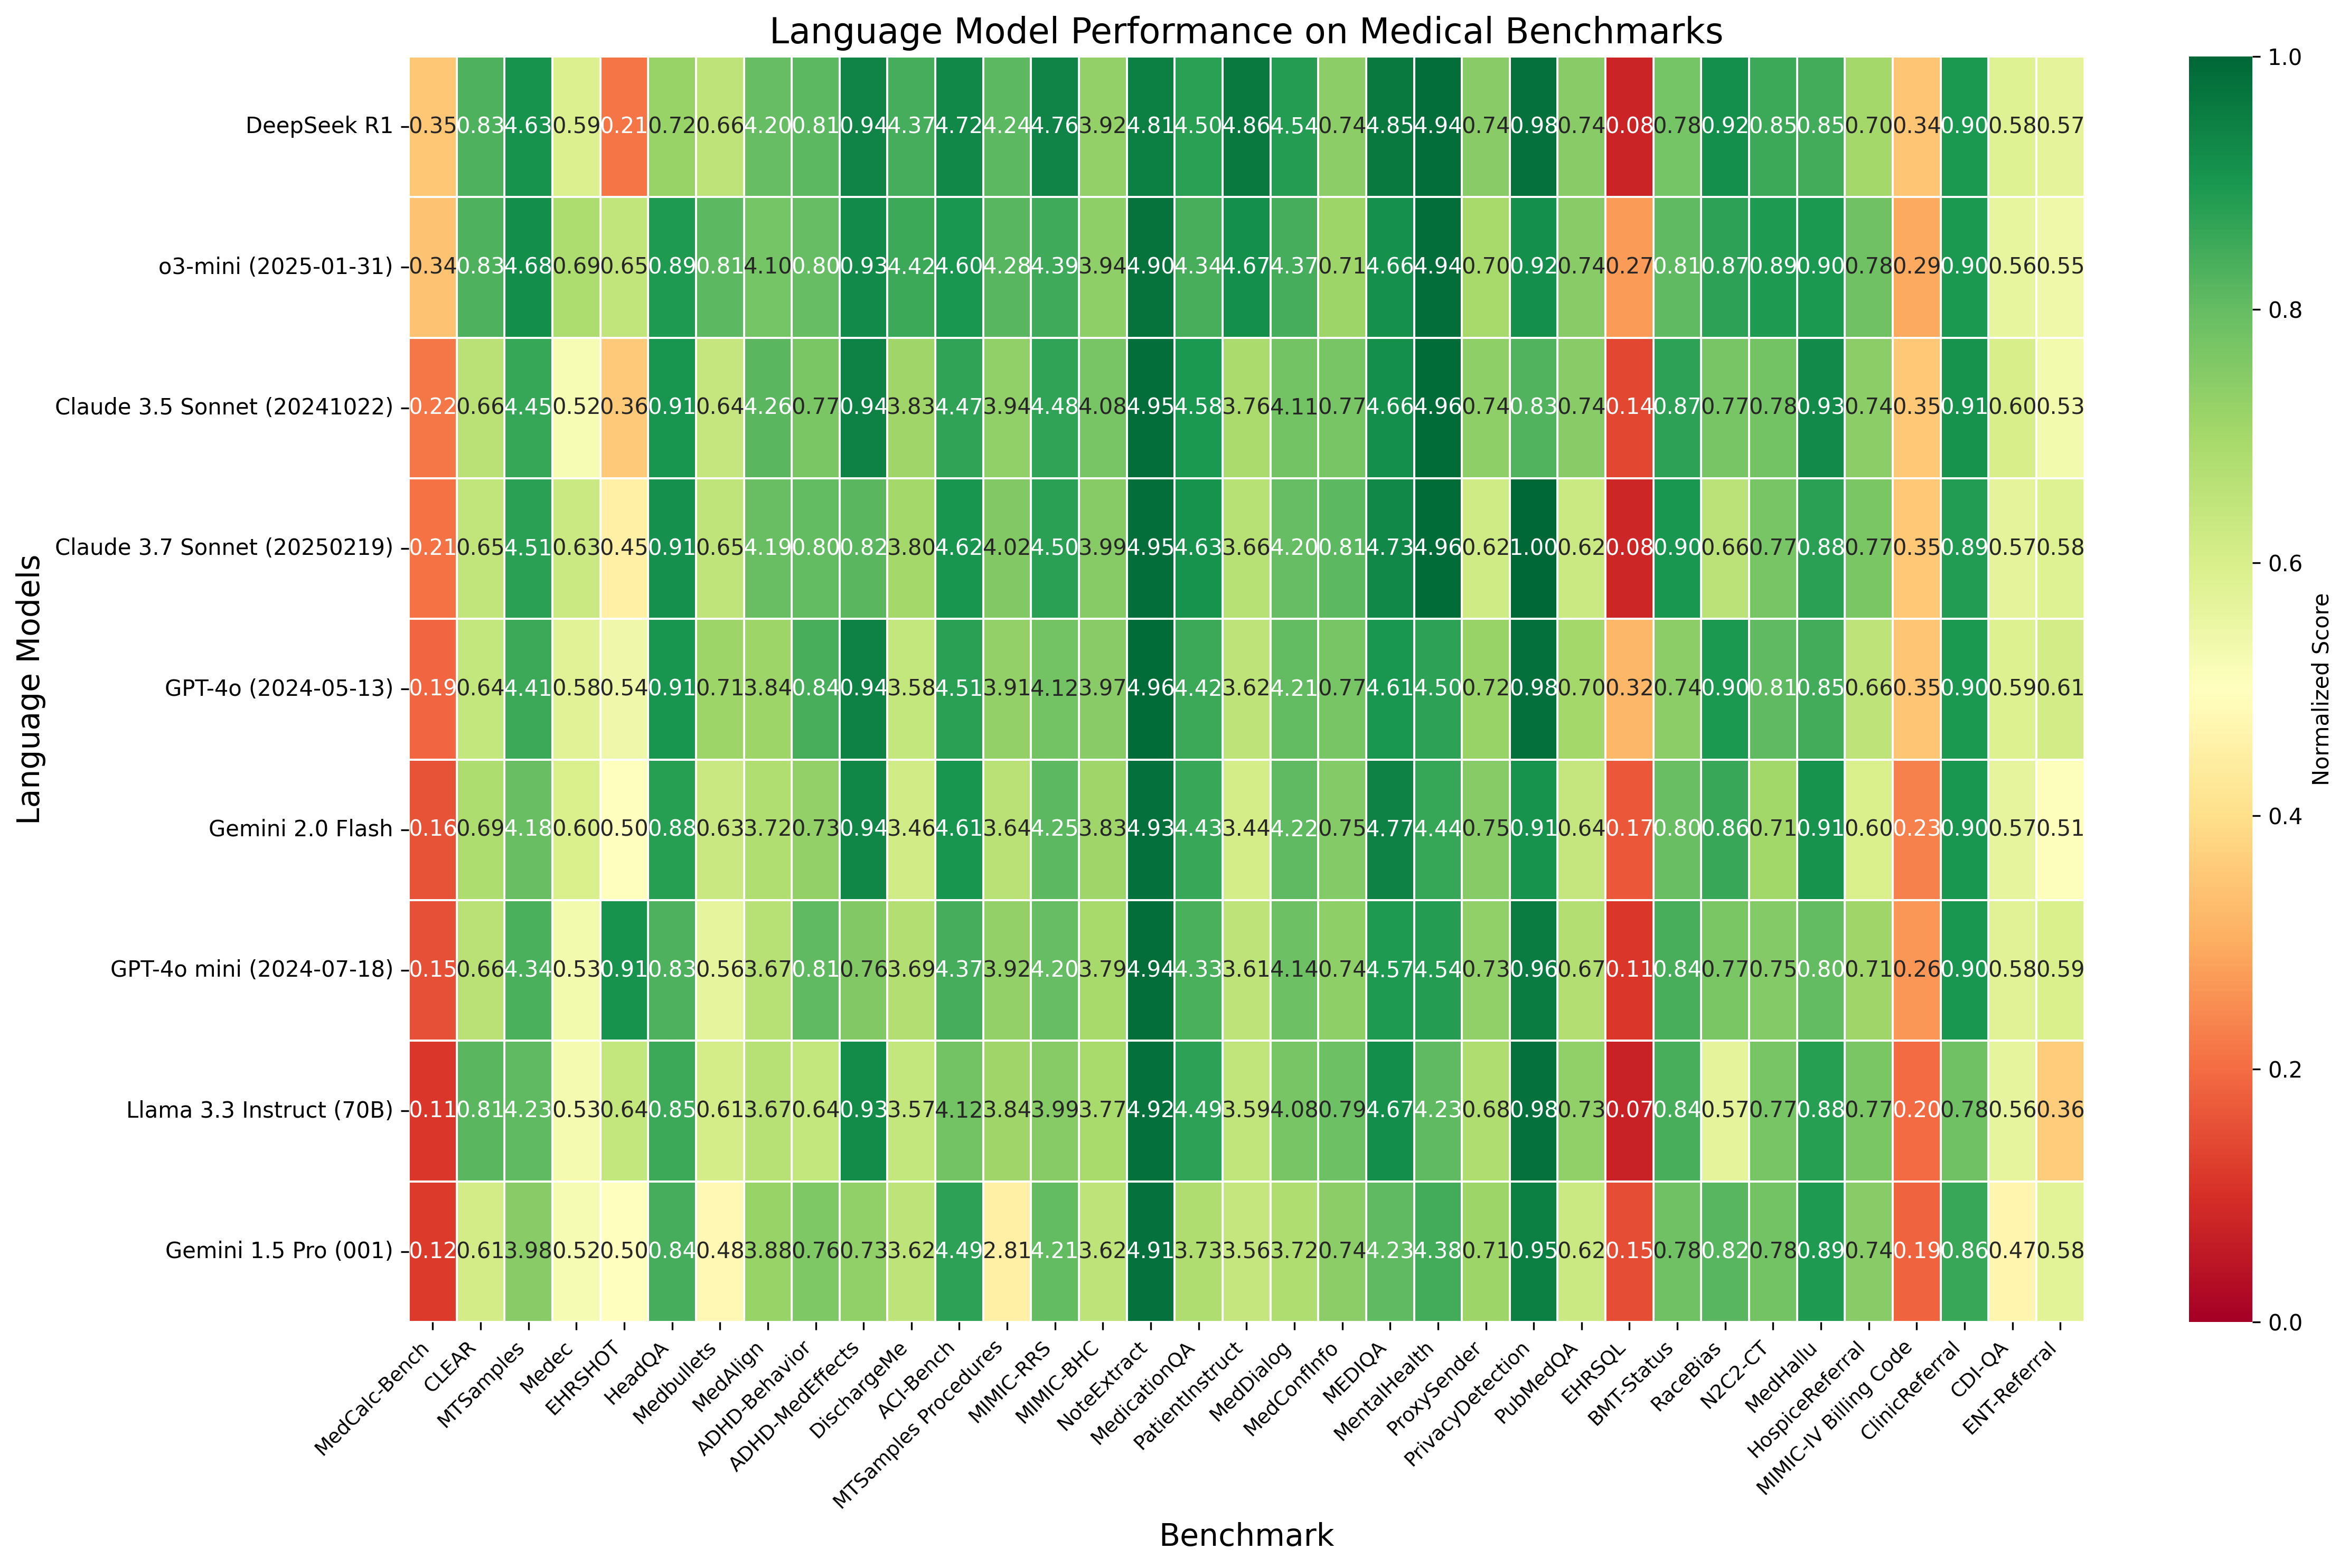 Language Model Performance on Medical Benchmarks
Language Models
DeepSeek R1 0.35 0.83 4.63 0.59 0.21 0.72 0.66 4.20 0.81 0.94 4.37 4.72 4.24 4.76 3.92 4.81 4.50 4.86 4.54 0.74 4.85 4.94 0.74 0.98 0.74 0.08 0.78 0.92 0.85 0.85 0.70 0.34 0.90 0.58 0.57
o3-mini (2025-01-31) 0.34 0.83 4.68 0.69 0.65 0.89 0.81 4.10 0.80 0.93 4.42 4.60 4.28 4.39 3.94 4.90 4.34 4.67 4.37 0.71 4.66 4.94 0.70 0.92 0.74 0.27 0.81 0.87 0.89 0.90 0.78 0.29 0.90 0.56 0.55
Claude 3.5 Sonnet (20241022) 0.22 0.66 4.45 0.52 0.36 0.91 0.64 4.26 0.77 0.94 3.83 4.47 3.94 4.48 4.08 4.95 4.58 3.76 4.11 0.77 4.66 4.96 0.74 0.83 0.74 0.14 0.87 0.77 0.78 0.93 0.74 0.35 0.91 0.60 0.53
Claude 3.7 Sonnet (20250219) 0.21 0.65 4.51 0.63 0.45 0.91 0.65 4.19 0.80 0.82 3.80 4.62 4.02 4.50 3.99 4.95 4.63 3.66 4.20 0.81 4.73 4.96 0.62 1.00 0.62 0.08 0.90 0.66 0.77 0.88 0.77 0.35 0.89 0.57 0.58
GPT-4o (2024-05-13) 0.19 0.64 4.41 0.58 0.54 0.91 0.71 3.84 0.84 0.94 3.58 4.51 3.91 4.12 3.97 4.96 4.42 3.62 4.21 0.77 4.61 4.50 0.72 0.98 0.70 0.32 0.74 0.90 0.81 0.85 0.66 0.35 0.90 0.59 0.61
Gemini 2.0 Flash 0.16 0.69 4.18 0.60 0.50 0.88 0.63 3.72 0.73 0.94 3.46 4.61 3.64 4.25 3.83 4.93 4.43 3.44 4.22 0.75 4.77 4.44 0.75 0.91 0.64 0.17 0.80 0.86 0.71 0.91 0.60 0.23 0.90 0.57 0.51
GPT-4o mini (2024-07-18) 0.15 0.66 4.34 0.53 0.91 0.83 0.56 3.67 0.81 0.76 3.69 4.37 3.92 4.20 3.79 4.94 4.33 3.61 4.14 0.74 4.57 4.54 0.73 0.96 0.67 0.11 0.84 0.77 0.75 0.80 0.71 0.26 0.90 0.58 0.59
Llama 3.3 Instruct (70B) 0.11 0.81 4.23 0.53 0.64 0.85 0.61 3.67 0.64 0.93 3.57 4.12 3.84 3.99 3.77 4.92 4.49 3.59 4.08 0.79 4.67 4.23 0.68 0.98 0.73 0.07 0.84 0.57 0.77 0.88 0.77 0.20 0.78 0.56 0.36
Gemini 1.5 Pro (001) 0.12 0.61 3.98 0.52 0.50 0.84 0.48 3.88 0.76 0.73 3.62 4.49 2.81 4.21 3.62 4.91 3.73 3.56 3.72 0.74 4.23 4.38 0.71 0.95 0.62 0.15 0.78 0.82 0.78 0.89 0.74 0.19 0.86 0.47 0.58
MedCalc-Bench
CLEAR
MTSamples
Medec
EHRSHOT
HeadQA
Medbullets
MedAlign
ADHD-Behavior
ADHD-MedEffects
DischargeMe
ACI-Bench
MTSamples Procedures
MIMIC-RRS
MIMIC-BHC
NoteExtract
MedicationQA
PatientInstruct
MedDialog
MedConfInfo
MEDIQA
MentalHealth
ProxySender
PrivacyDetection
PubMedQA
EHRSQL
BMT-Status
RaceBias
N2C2-CT
MedHallu
HospiceReferral
MIMIC-IV Billing Code
ClinicReferral
CDI-QA
ENT-Referral
Benchmark
1.0
0.8
0.6
0.4
0.2
0.0
Normalized Score